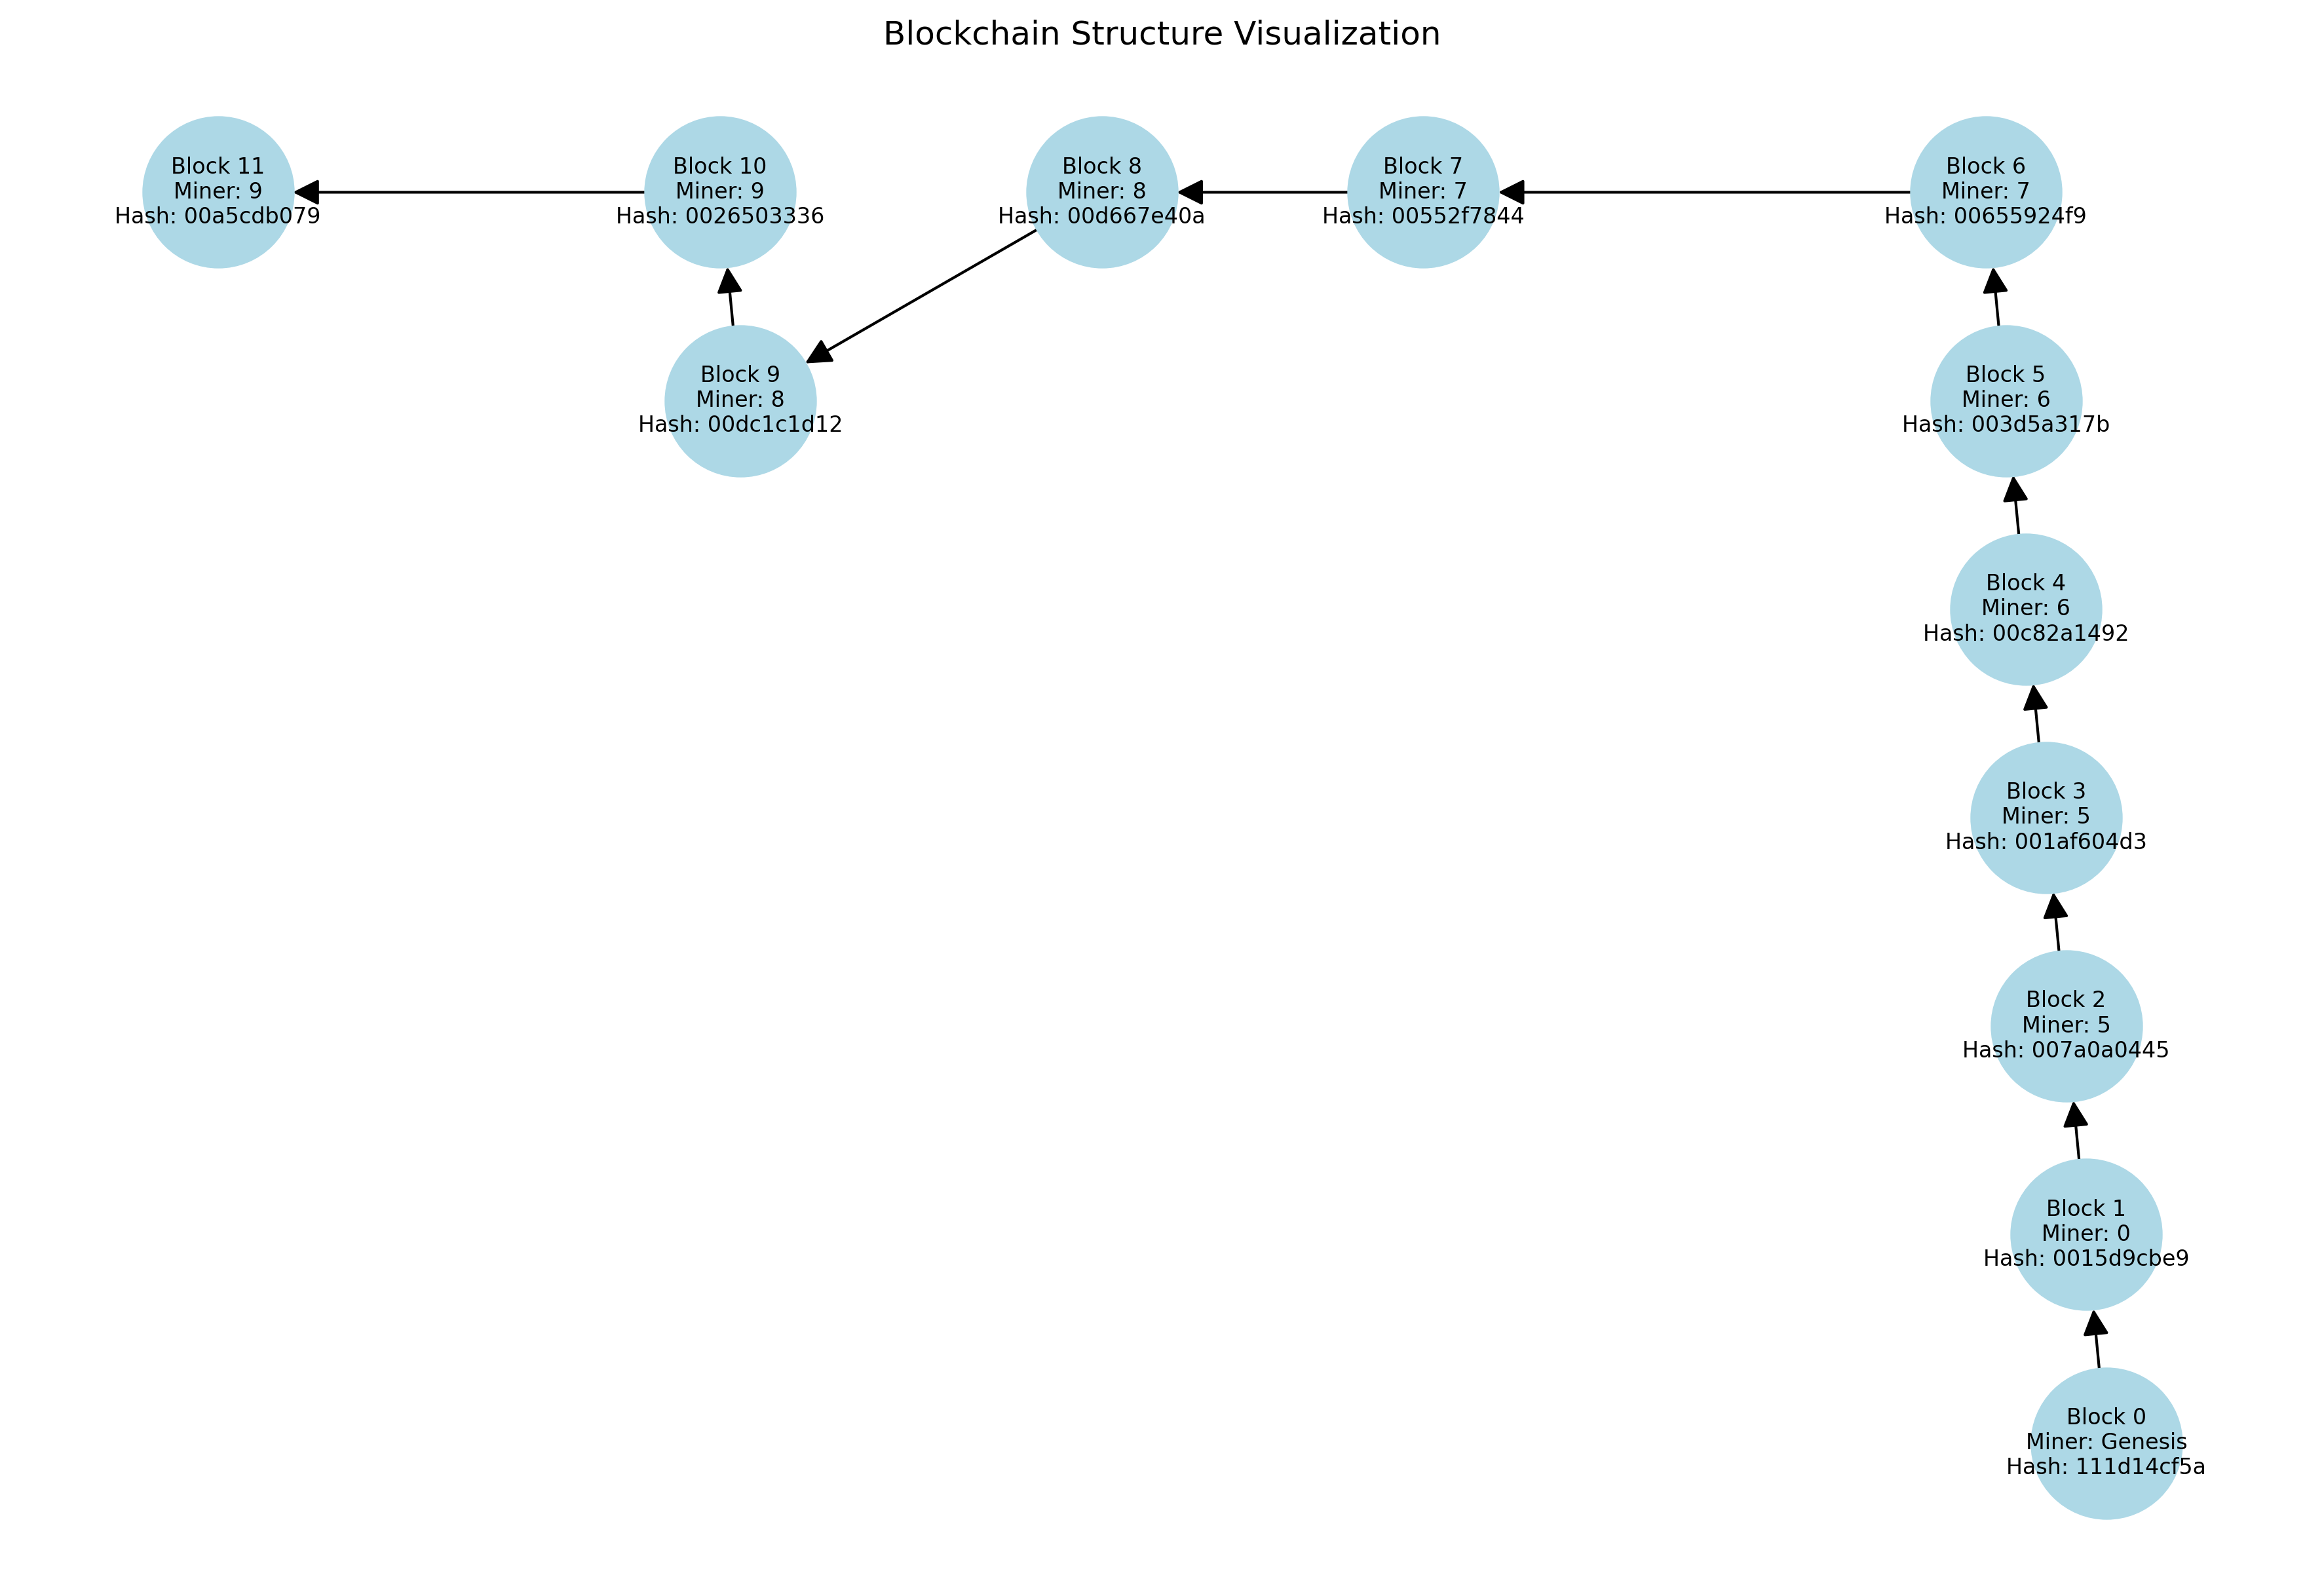 Blockchain Structure Visualization
Block 11
Miner: 9
Hash: 00a5cdb079
Block 10
Miner: 9
Hash: 0026503336
Block 8
Miner: 8
Hash: 00d667e40a
Block 7
Miner: 7
Hash: 00552f7844
Block 6
Miner: 7
Hash: 00655924f9
Block 9
Miner: 8
Hash: 00dc1c1d12
Block 5
Miner: 6
Hash: 003d5a317b
Block 4
Miner: 6
Hash: 00c82a1492
Block 3
Miner: 5
Hash: 001af604d3
Block 2
Miner: 5
Hash: 007a0a0445
Block 1
Miner: 0
Hash: 0015d9cbe9
Block 0
Miner: Genesis
Hash: 111d14cf5a